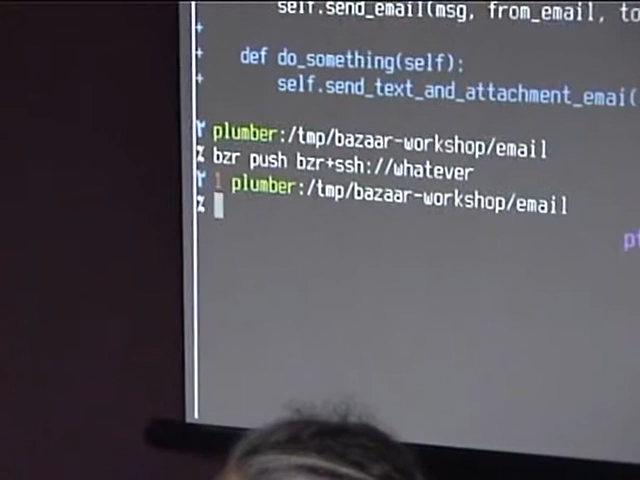 self.send_email(msg, from_email, to
+
+ def do_something(self):
+ self.send_text_and_attachment_emai(
plumber:/tmp/bazaar-workshop/email
% bzr push bzr+ssh://whatever
1 plumber:/tmp/bazaar-workshop/email
%